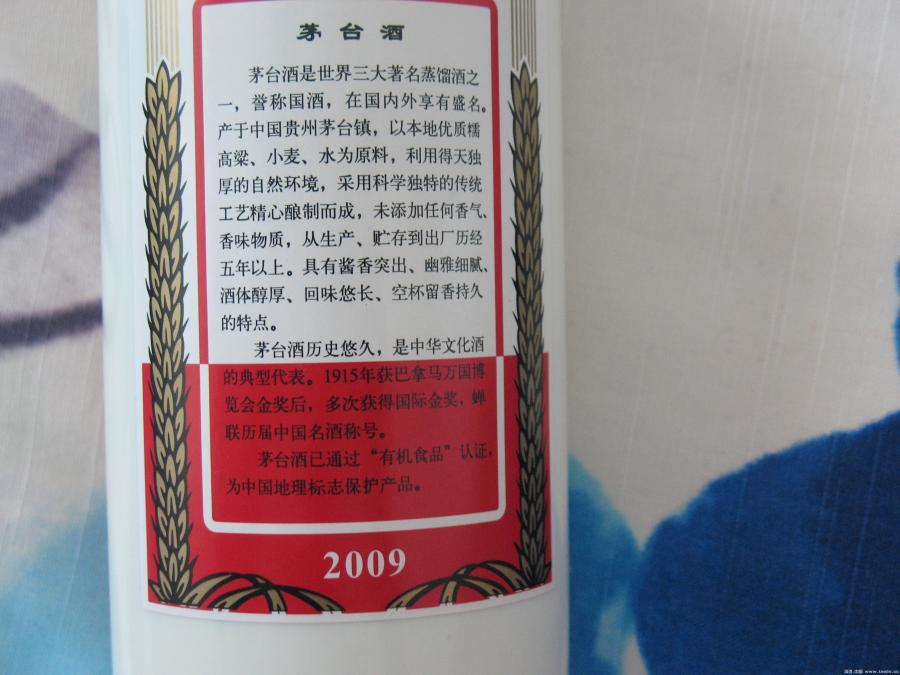 茅台酒
茅台酒是世界三大著名蒸馏酒之
一，誉称国酒，在国内外享有盛名。
产于中国贵州茅台镇，以本地优质糯
高粱、小麦、水为原料，利用得天独
厚的自然环境，采用科学独特的传统
工艺精心酿制而成，未添加任何香气、
香味物质，从生产、贮存到出厂历经
五年以上。具有酱香突出、幽雅细腻、
酒体醇厚、回味悠长、空杯留香持久
的特点。
茅台酒历史悠久，是中华文化酒
的典型代表。1915年获巴拿马万国博
览会金奖后，多次获得国际金奖，蝉
联历届中国名酒称号。
茅台酒已通过“有机食品”认证，
为中国地理标志保护产品。
2009